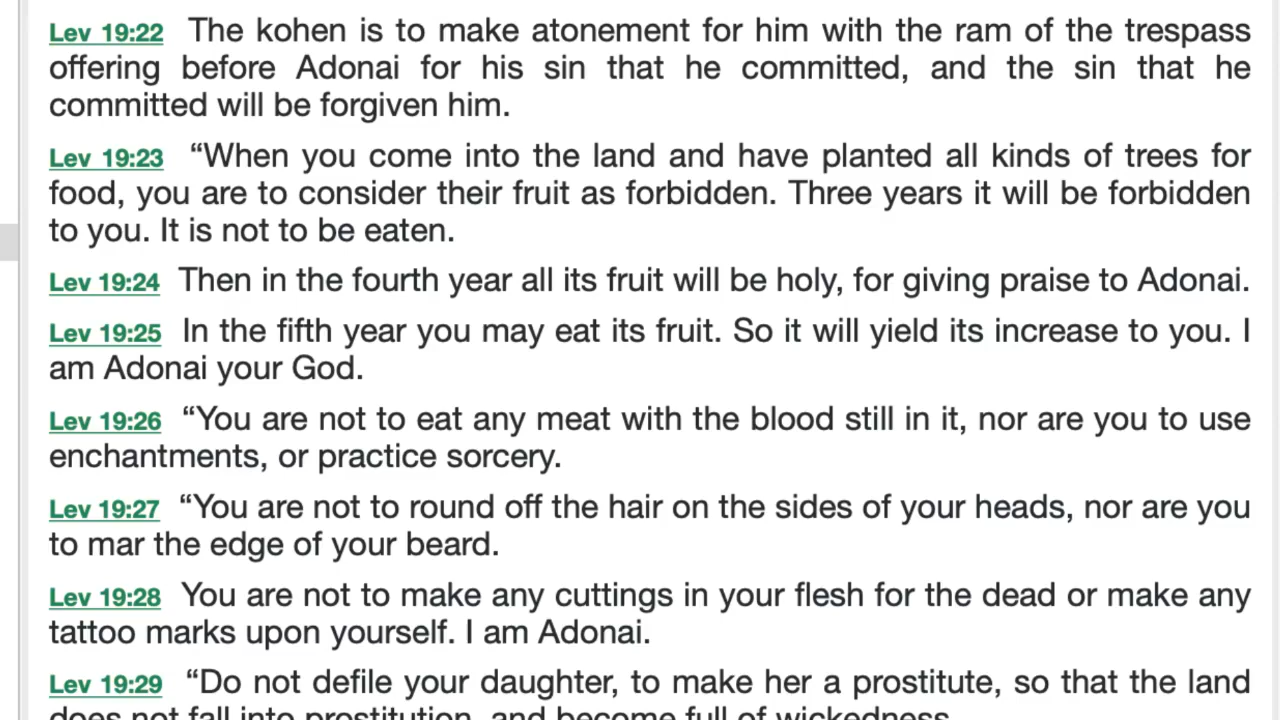 Lev 19:22 The kohen is to make atonement for him with the ram of the trespass
offering before Adonai for his sin that he committed, and the sin that he
committed will be forgiven him.
Lev 19:23 “When you come into the land and have planted all kinds of trees for
food, you are to consider their fruit as forbidden. Three years it will be forbidden
to you. It is not to be eaten.
Lev 19:24 Then in the fourth year all its fruit will be holy, for giving praise to Adonai.
Lev 19:25 In the fifth year you may eat its fruit. So it will yield its increase to you. I
am Adonai your God.
Lev 19:26 “You are not to eat any meat with the blood still in it, nor are you to use
enchantments, or practice sorcery.
Lev 19:27 “You are not to round off the hair on the sides of your heads, nor are you
to mar the edge of your beard.
Lev 19:28 You are not to make any cuttings in your flesh for the dead or make any
tattoo marks upon yourself. I am Adonai.
Lev 19:29 “Do not defile your daughter, to make her a prostitute, so that the land
does not fall into prostitution, and become full of wickedness.